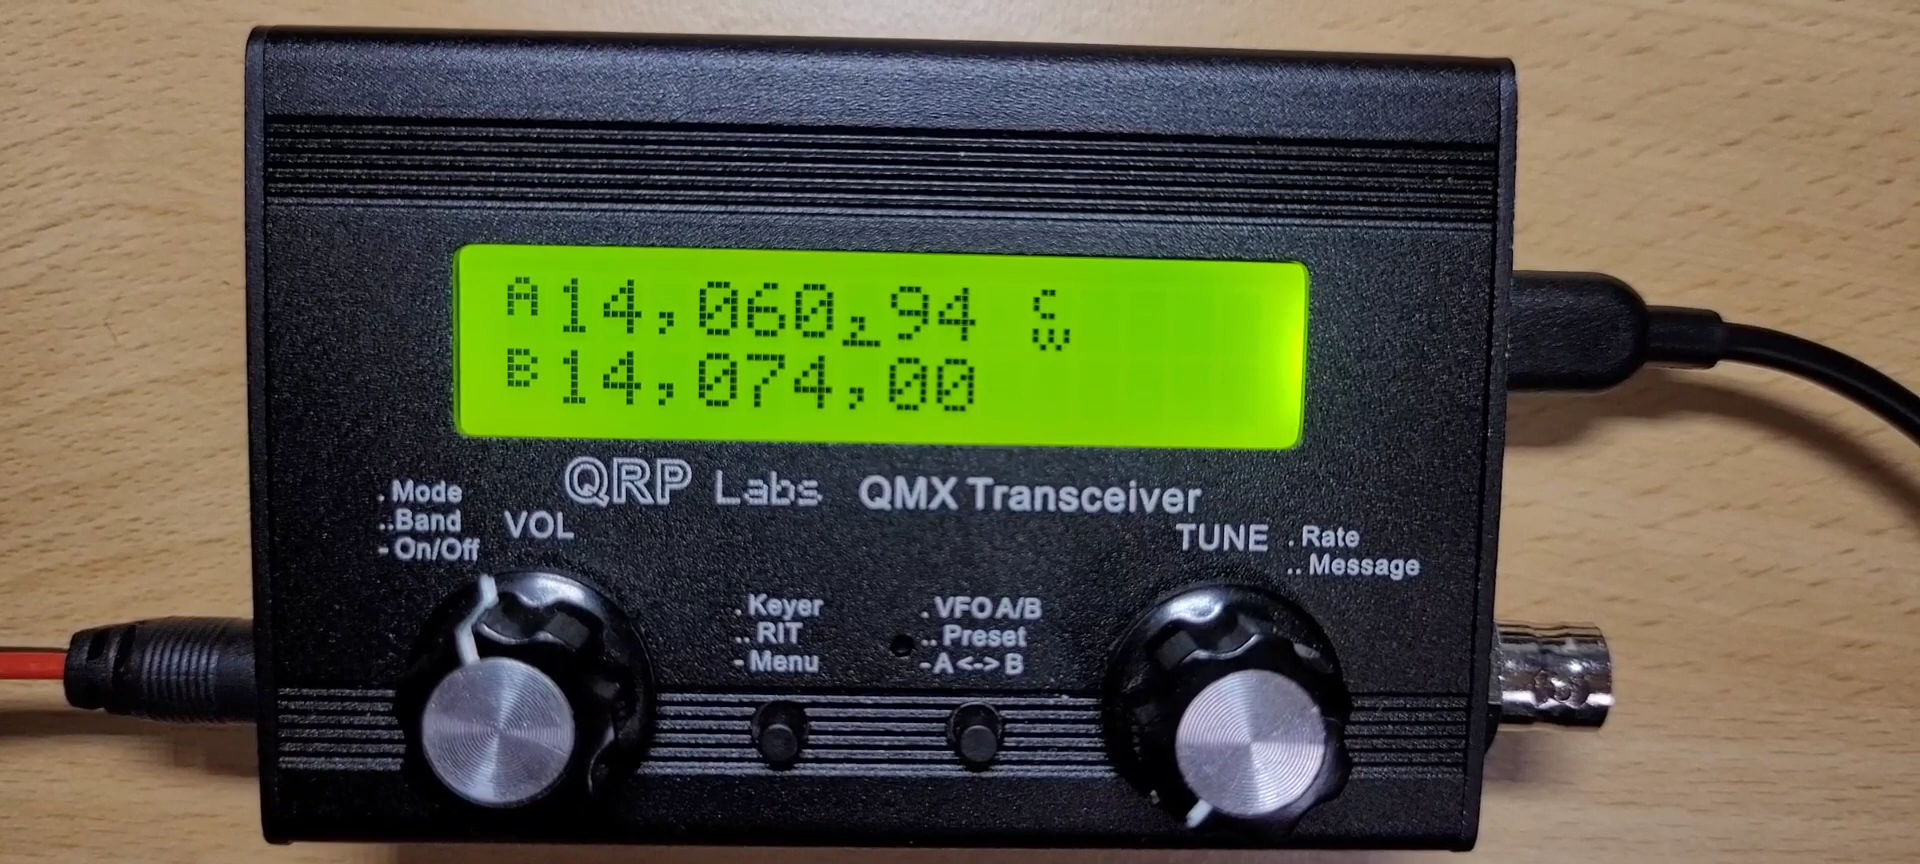 A14,060,94 CW
B14,074,00
QRP Labs QMX Transceiver
. Mode
..Band
- On/Off
VOL
TUNE
. Rate
.. Message
. Keyer
.. RIT
- Menu
. VFO A/B
.. Preset
- A <-> B